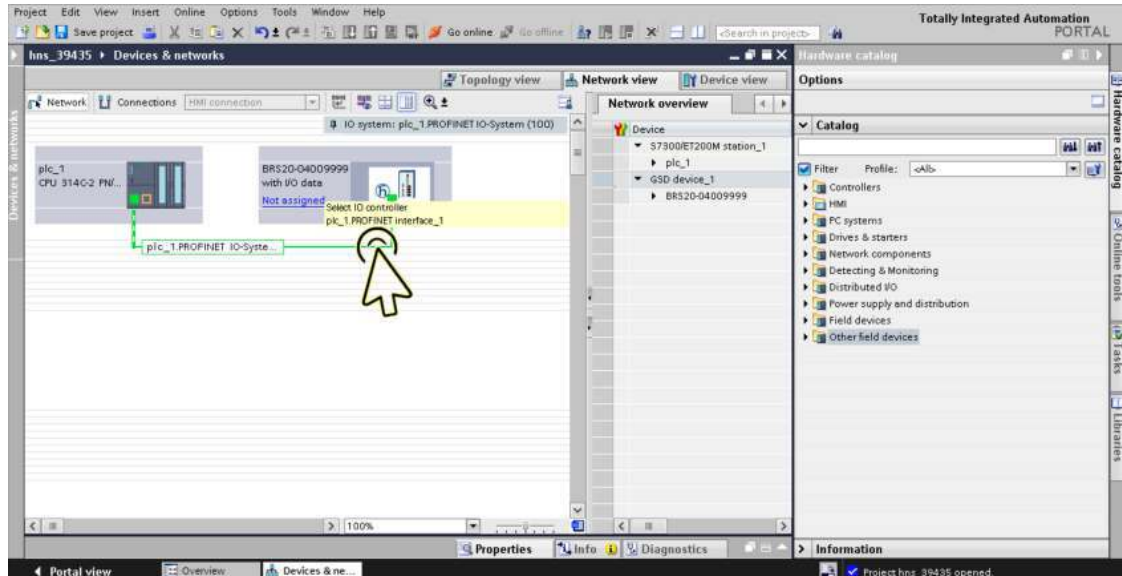 Project Edit View Insert Online Options Tools Window Help
Totally Integrated Automation
PORTAL
Save project Go online Go offline <Search in project>
hns_39435 Devices & networks
Hardware catalog
Topology view Network view Device view
Options
Network Connections HMI connection
Network overview
IO system: plc_1.PROFINET IO-System (100)
Catalog
Device
S7300/ET200M station_1
plc_1
GSD device_1
BRS20-04009999
plc_1
CPU 314C-2 PN/...
BRS20-04009999
with I/O data
Not assigned
Select IO controller
plc_1.PROFINET interface_1
plc_1.PROFINET IO-Syste...
Filter Profile: <All>
Controllers
HMI
PC systems
Drives & starters
Network components
Detecting & Monitoring
Distributed I/O
Power supply and distribution
Field devices
Other field devices
Devices & networks
Hardware catalog
Online tools
Tasks
Libraries
100%
Properties Info Diagnostics
Information
Portal view Overview Devices & ne...
Project hns_39435 opened.